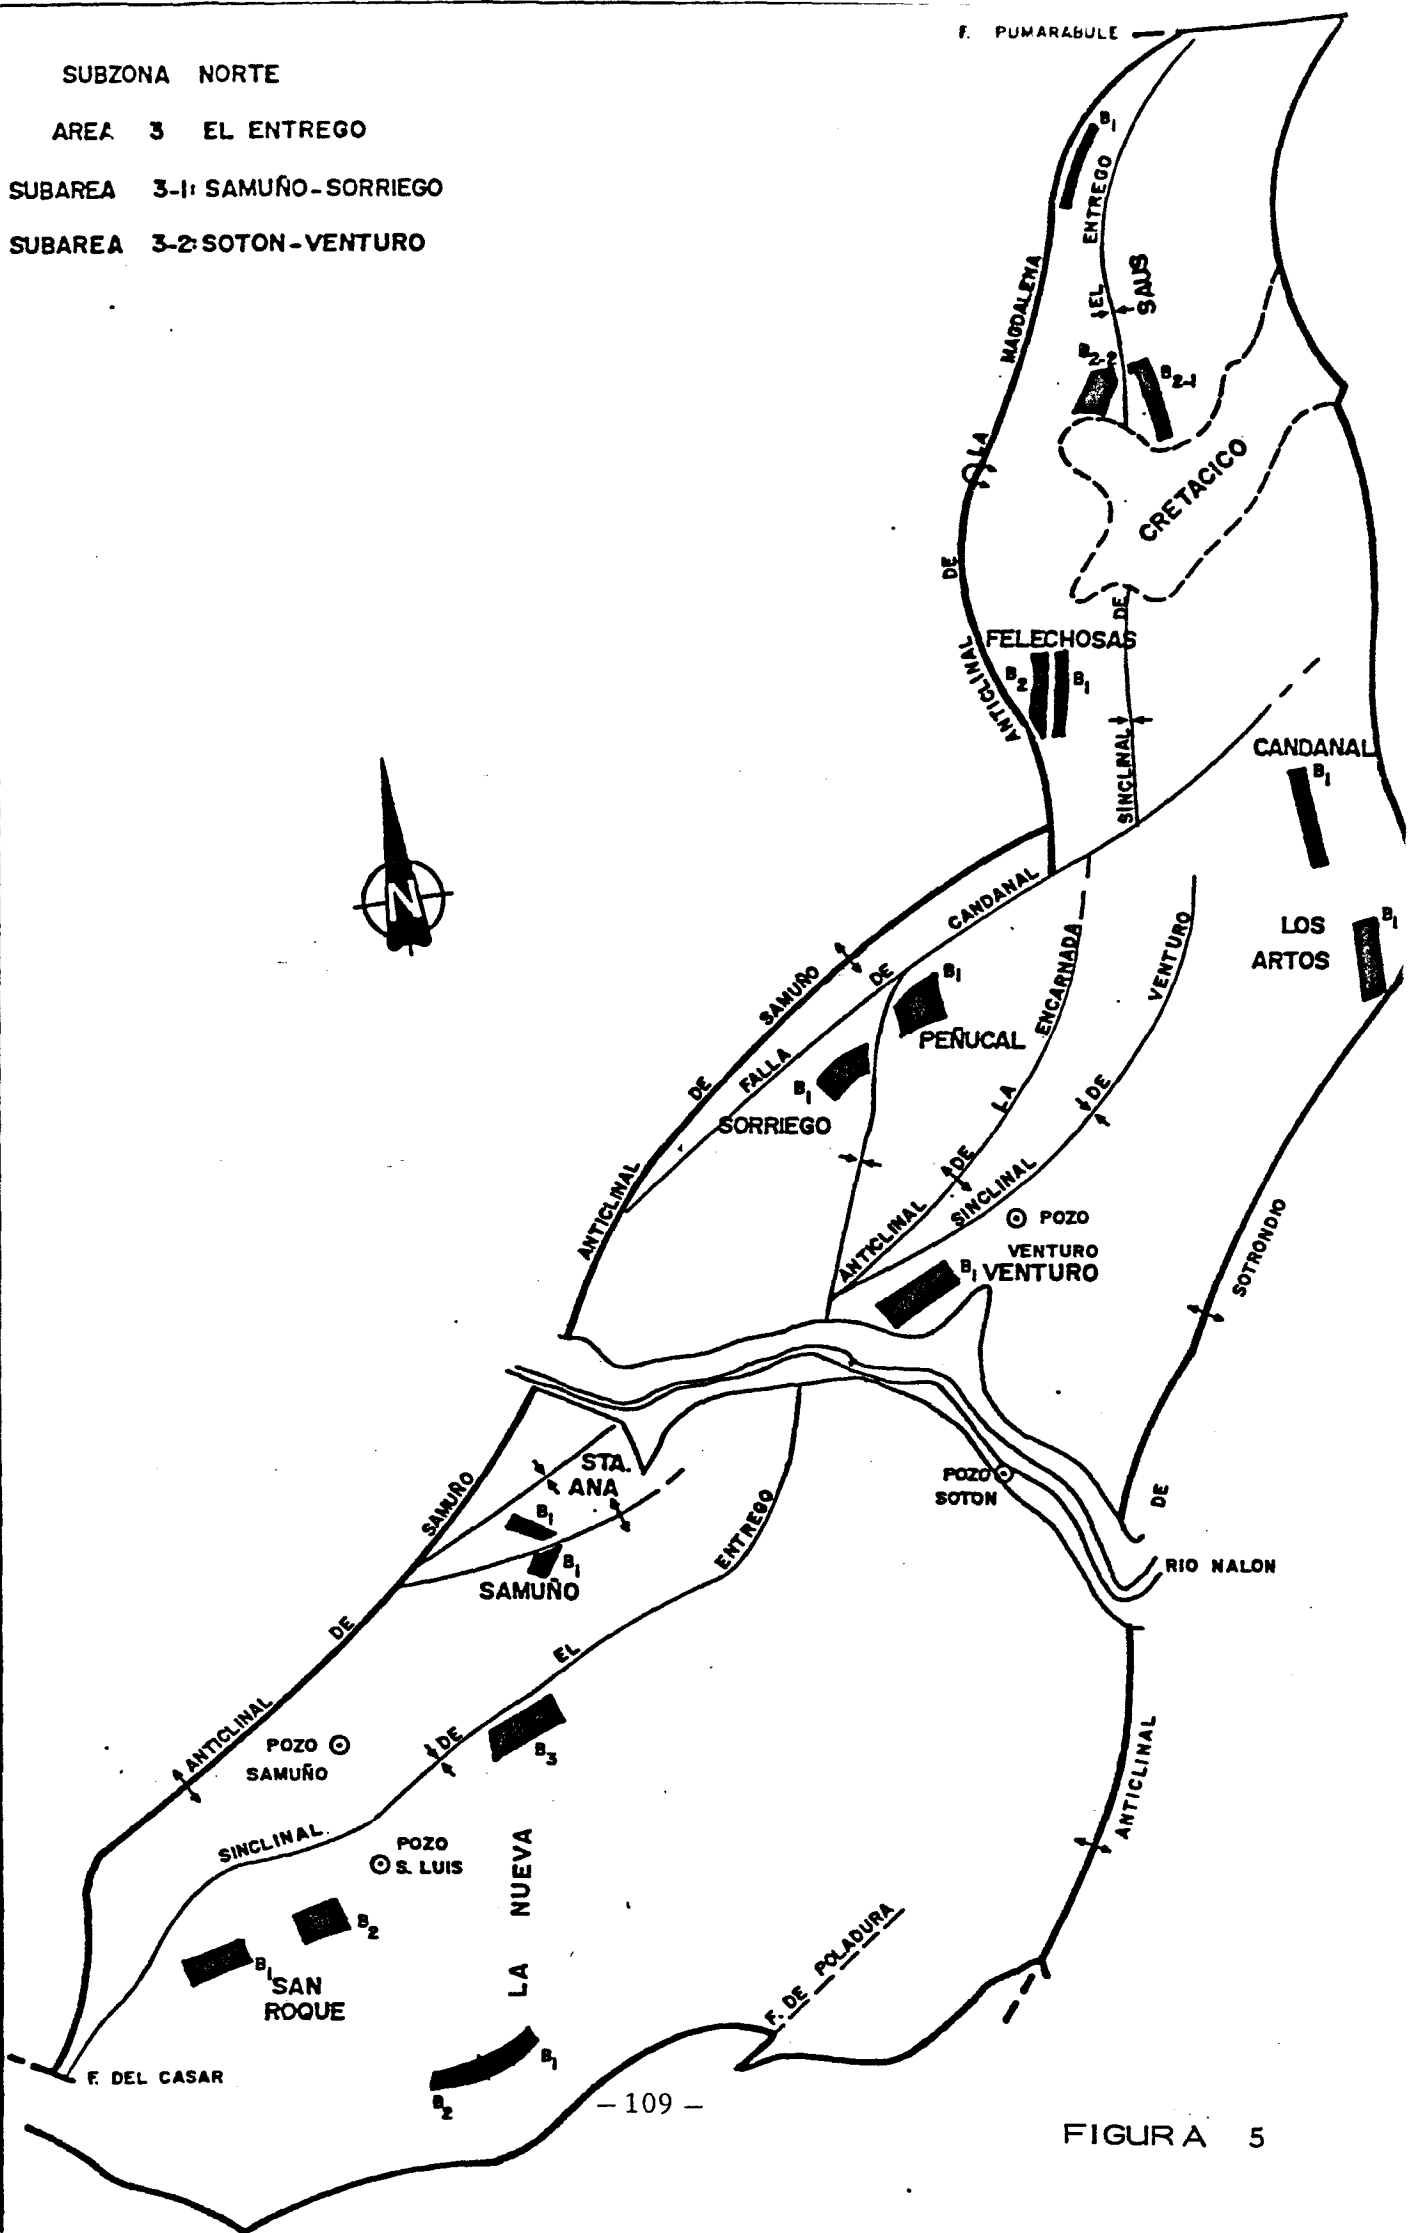 F. PUMARABULE
SUBZONA NORTE
AREA 3 EL ENTREGO
SUBAREA 3-1: SAMUÑO-SORRIEGO
SUBAREA 3-2: SOTON-VENTURO
B1
ENTREGO
EL
SAUS
MAGDALENA
B2-2
B2-1
LA
CRETACICO
DE
DE
FELECHOSAS
ANTICLINAL
B2
B1
SINCLINAL
CANDANAL
B1
N
CANDANAL
LOS
ARTOS
B1
VENTURO
ENCARNADA
SAMUÑO
DE
B1
PEÑUCAL
FALLA
DE
B1
SORRIEGO
LA
DE
DE
SINCLINAL
ANTICLINAL
ANTICLINAL
POZO
VENTURO
B1 VENTURO
SOTRONDIO
STA.
ANA
SAMUÑO
POZO
SOTON
DE
B1
ENTREGO
B1
SAMUÑO
RIO NALON
DE
EL
ANTICLINAL
POZO
SAMUÑO
DE
B3
ANTICLINAL
SINCLINAL
POZO
S. LUIS
LA NUEVA
B2
B1
SAN
ROQUE
F. DE POLADURA
F. DEL CASAR
B1
B2
– 109 –
FIGURA 5